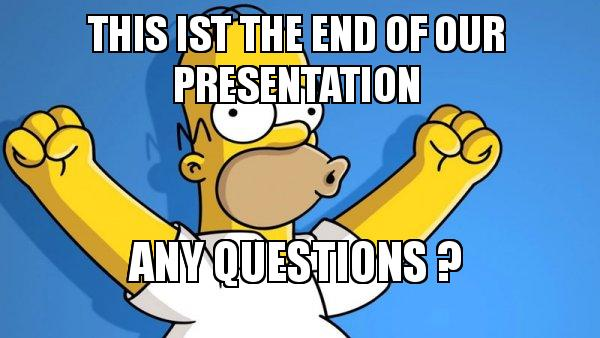 THIS IST THE END OF OUR
PRESENTATION
ANY QUESTIONS ?